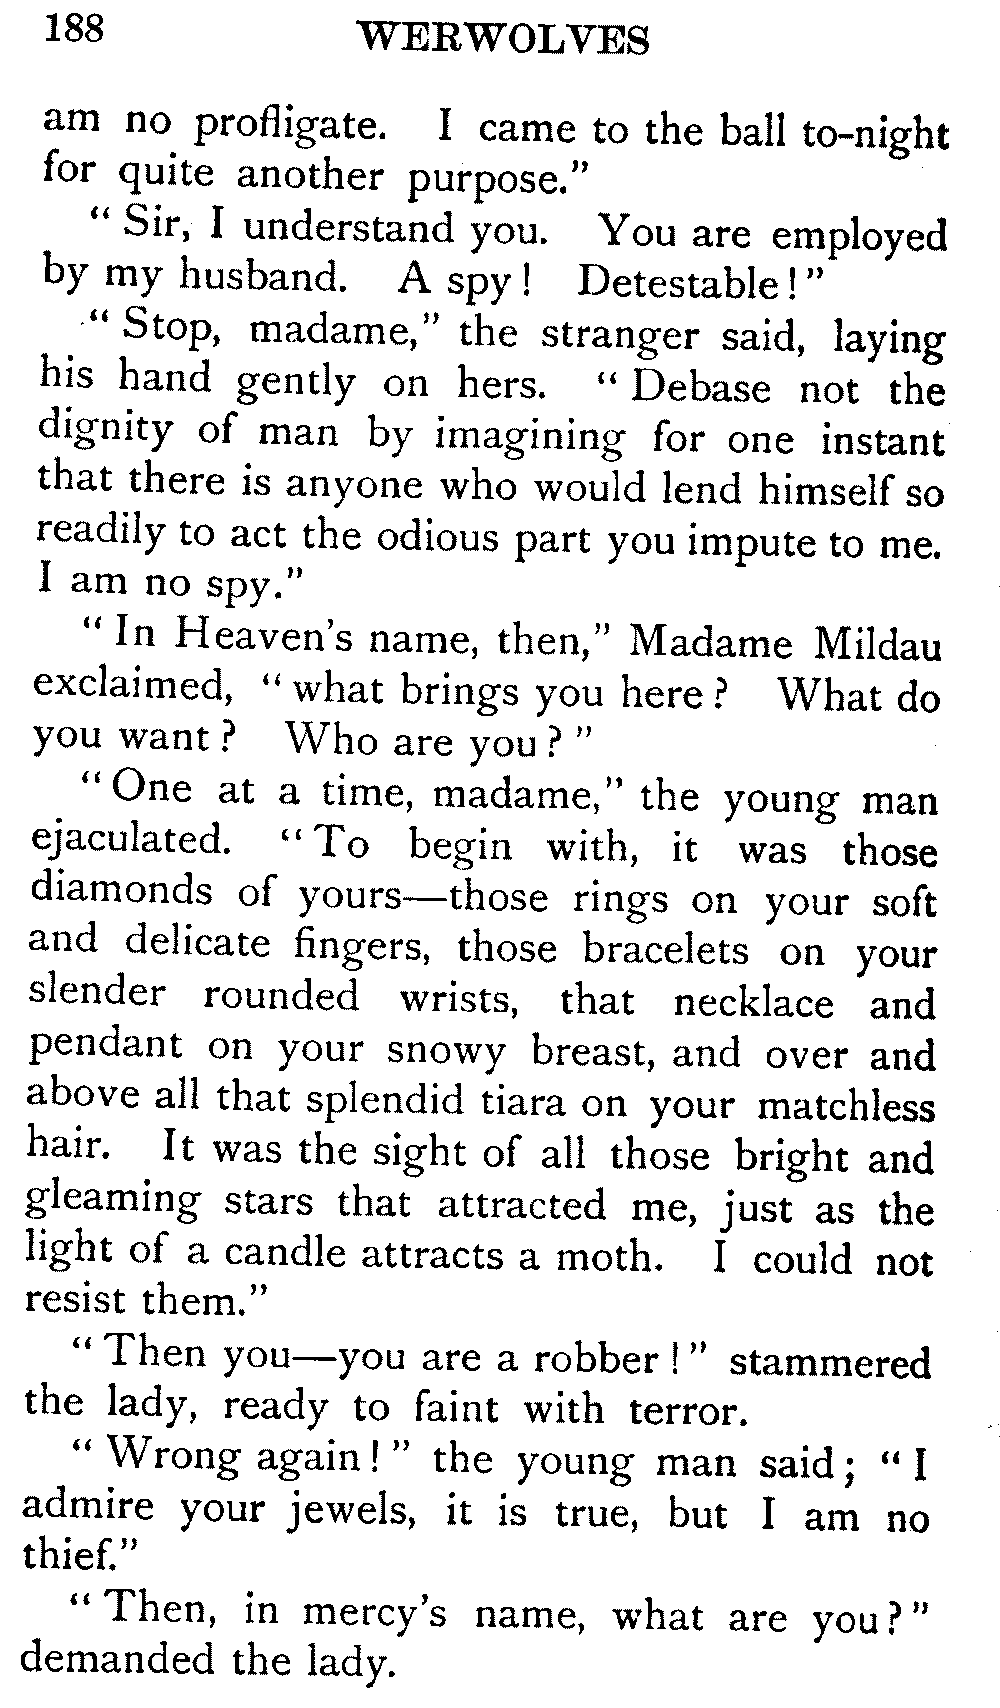 188 WERWOLVES
am no profligate. I came to the ball to-night
for quite another purpose."
" Sir, I understand you. You are employed
by my husband. A spy ! Detestable ! "
" Stop, madame," the stranger said, laying
his hand gently on hers. " Debase not the
dignity of man by imagining for one instant
that there is anyone who would lend himself so
readily to act the odious part you impute to me.
I am no spy."
" In Heaven's name, then," Madame Mildau
exclaimed, " what brings you here ? What do
you want ? Who are you ? "
" One at a time, madame," the young man
ejaculated. " To begin with, it was those
diamonds of yours—those rings on your soft
and delicate fingers, those bracelets on your
slender rounded wrists, that necklace and
pendant on your snowy breast, and over and
above all that splendid tiara on your matchless
hair. It was the sight of all those bright and
gleaming stars that attracted me, just as the
light of a candle attracts a moth. I could not
resist them."
" Then you—you are a robber ! " stammered
the lady, ready to faint with terror.
" Wrong again ! " the young man said ; " I
admire your jewels, it is true, but I am no
thief."
" Then, in mercy's name, what are you ? "
demanded the lady.